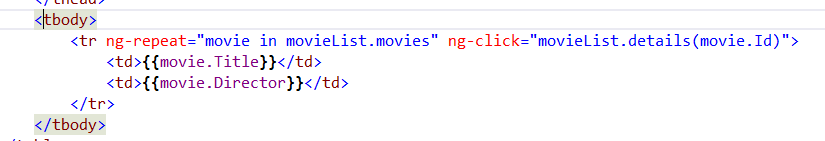 </thead>
<tbody>
<tr ng-repeat="movie in movieList.movies" ng-click="movieList.details(movie.Id)">
<td>{{movie.Title}}</td>
<td>{{movie.Director}}</td>
</tr>
</tbody>